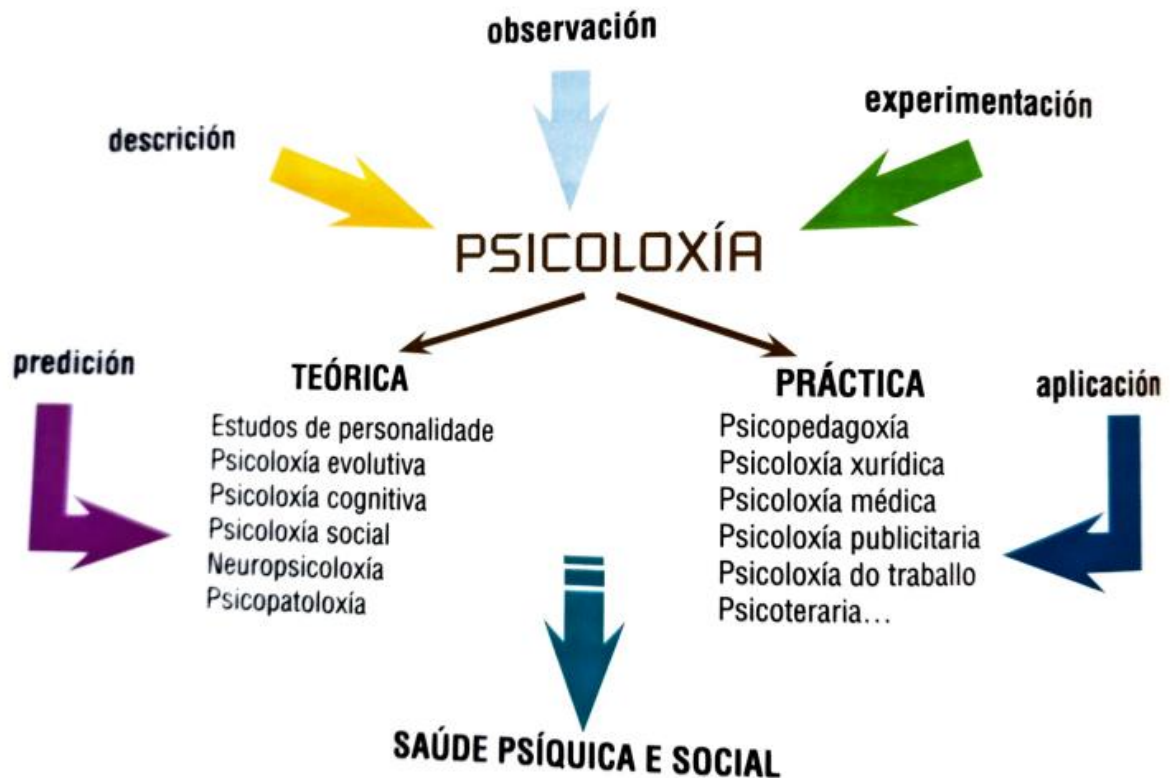 observación
descrición
experimentación
PSICOLOXÍA
predición
TEÓRICA
Estudos de personalidade
Psicoloxía evolutiva
Psicoloxía cognitiva
Psicoloxía social
Neuropsicoloxía
Psicopatoloxía
PRÁCTICA
Psicopedagoxía
Psicoloxía xurídica
Psicoloxía médica
Psicoloxía publicitaria
Psicoloxía do traballo
Psicoteraria...
aplicación
SAÚDE PSÍQUICA E SOCIAL